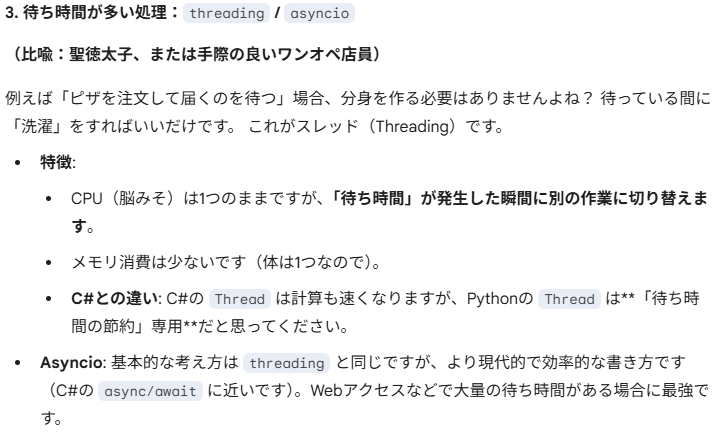 3. 待ち時間が多い処理： threading / asyncio
（比喩：聖徳太子、または手際の良いワンオペ店員）
例えば「ピザを注文して届くのを待つ」場合、分身を作る必要はありませんよね？ 待っている間に
「洗濯」をすればいいだけです。 これがスレッド（Threading）です。
• 特徴:
• CPU（脳みそ）は1つのままですが、「待ち時間」が発生した瞬間に別の作業に切り替えま
す。
• メモリ消費は少ないです（体は1つなので）。
• C#との違い: C#の Thread は計算も速くなりますが、Pythonの Thread は**「待ち時
間の節約」専用**だと思ってください。
• Asyncio: 基本的な考え方は threading と同じですが、より現代的で効率的な書き方です
（C#の async/await に近いです）。Webアクセスなどで大量の待ち時間がある場合に最強で
す。